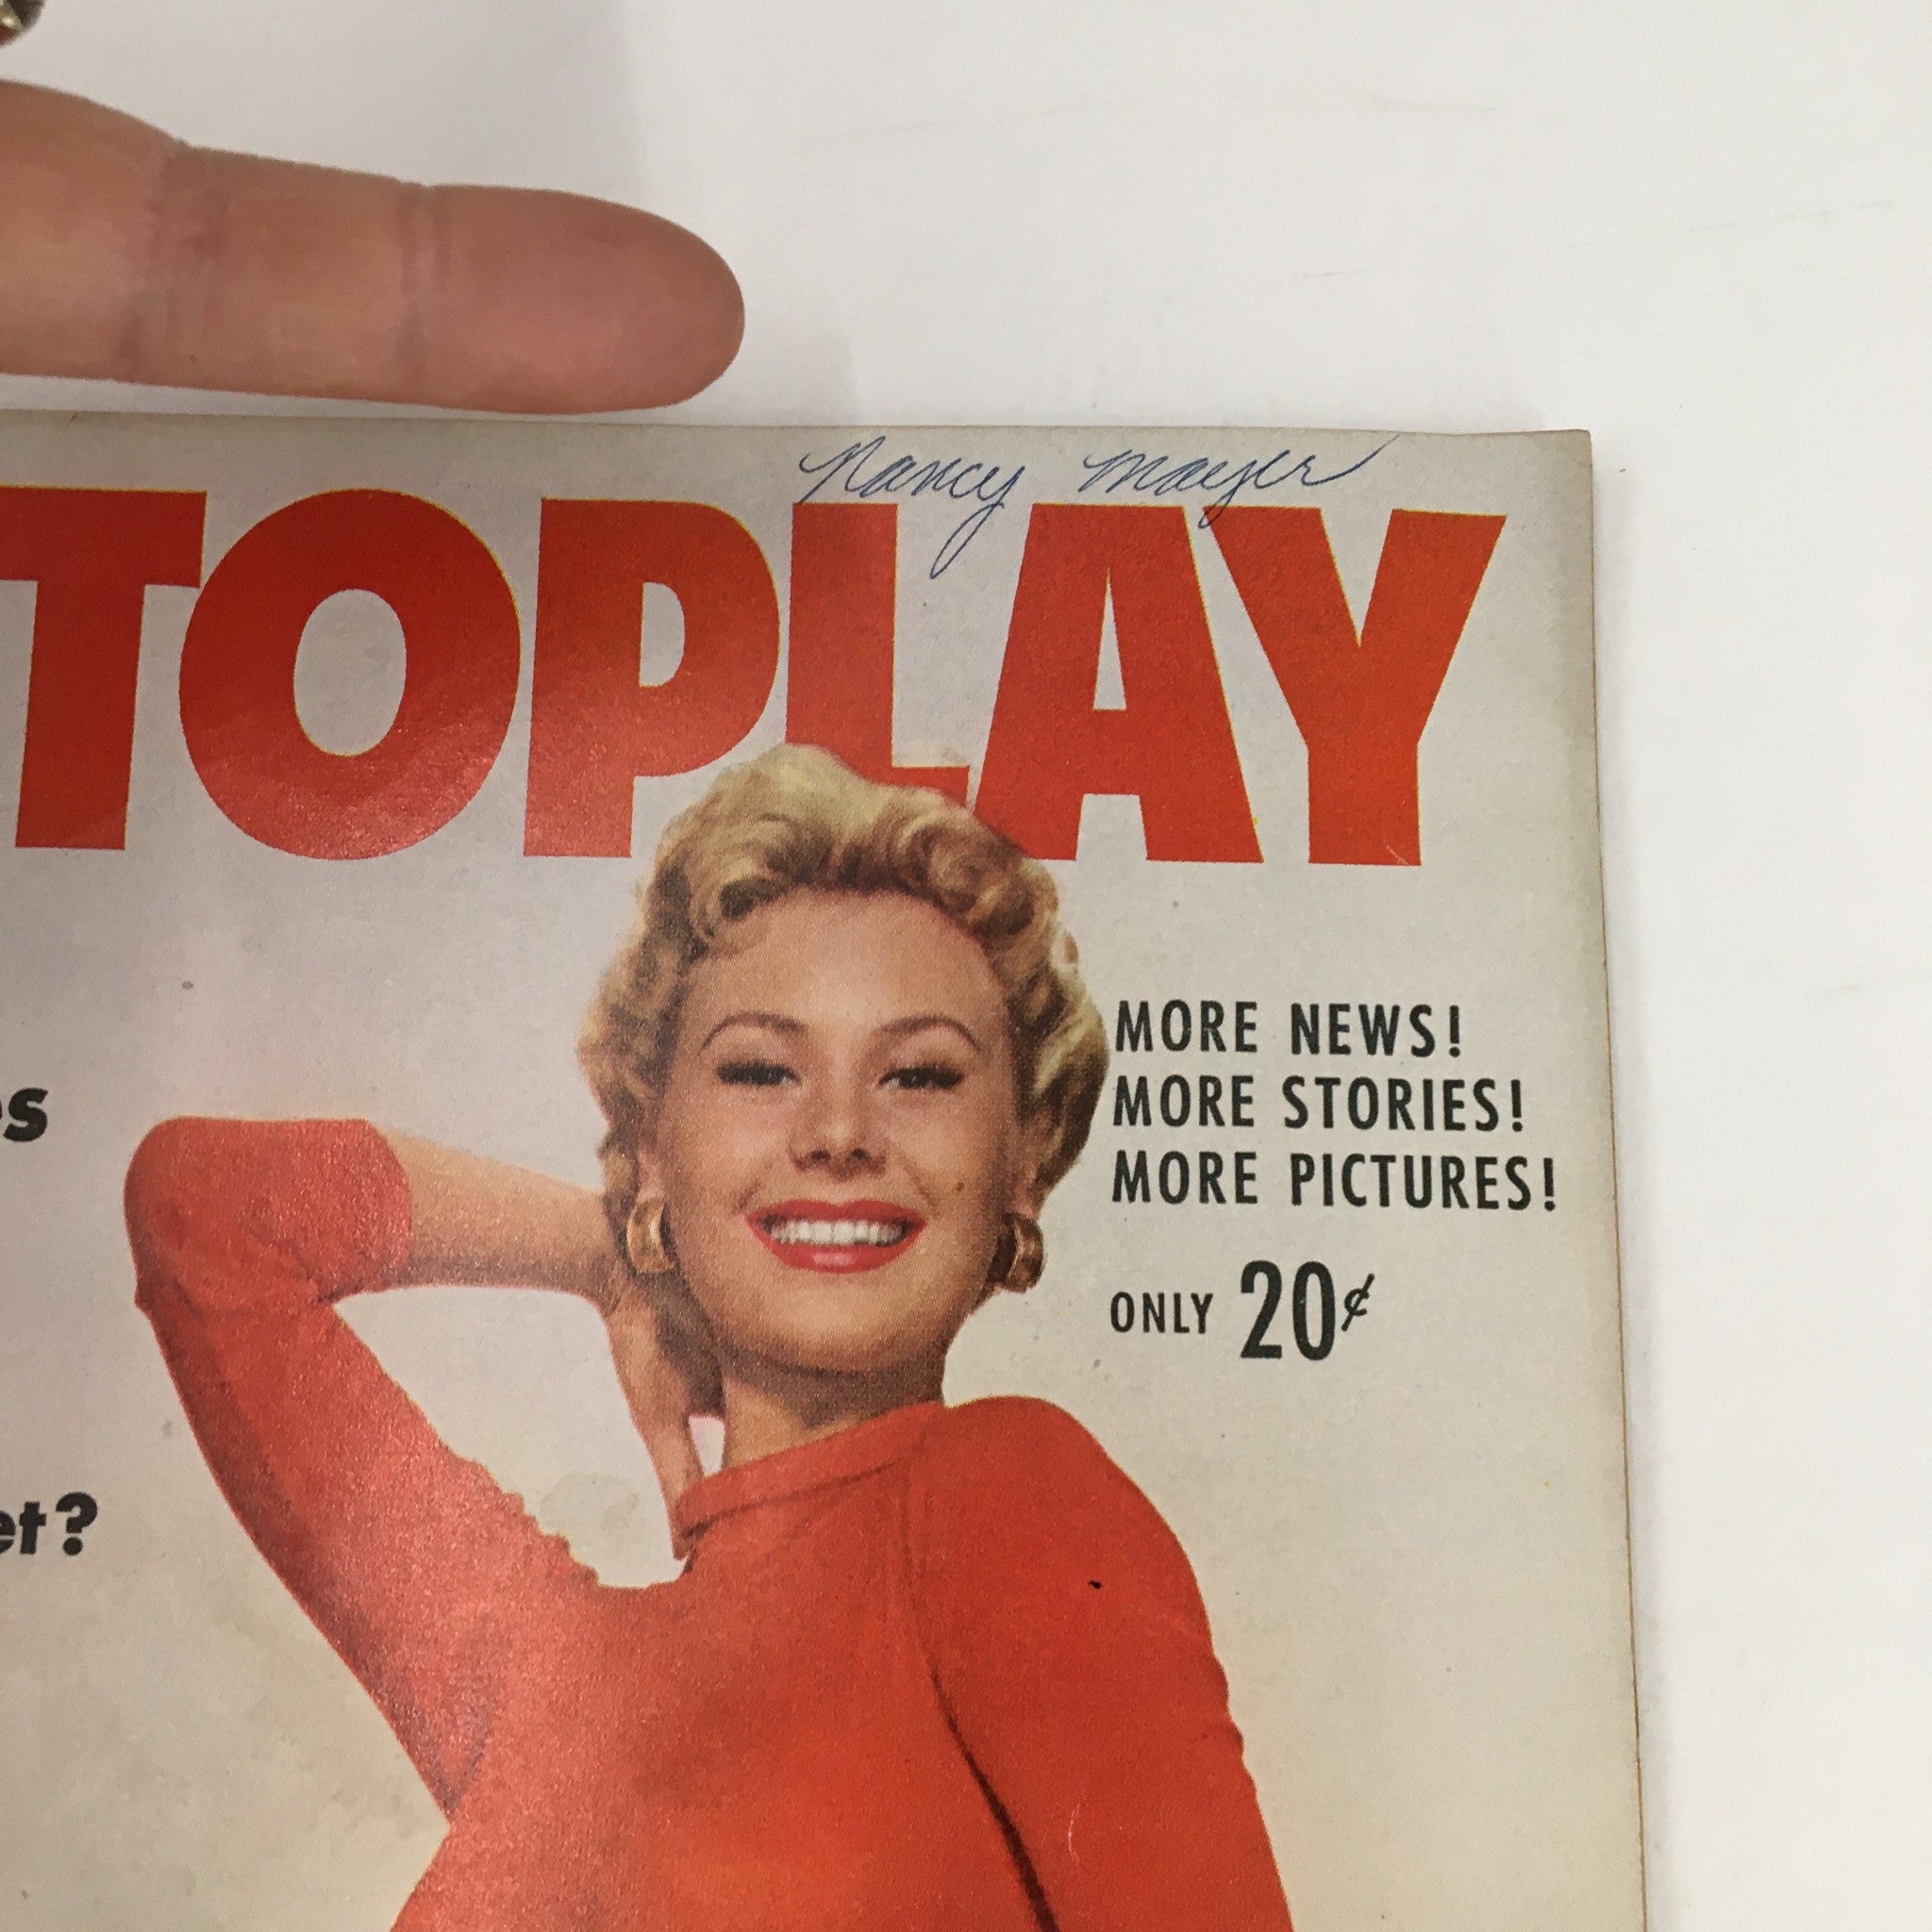 Nancy Mayer
TOPLAY
MORE NEWS!
MORE STORIES!
MORE PICTURES!
ONLY 20¢
es
et?